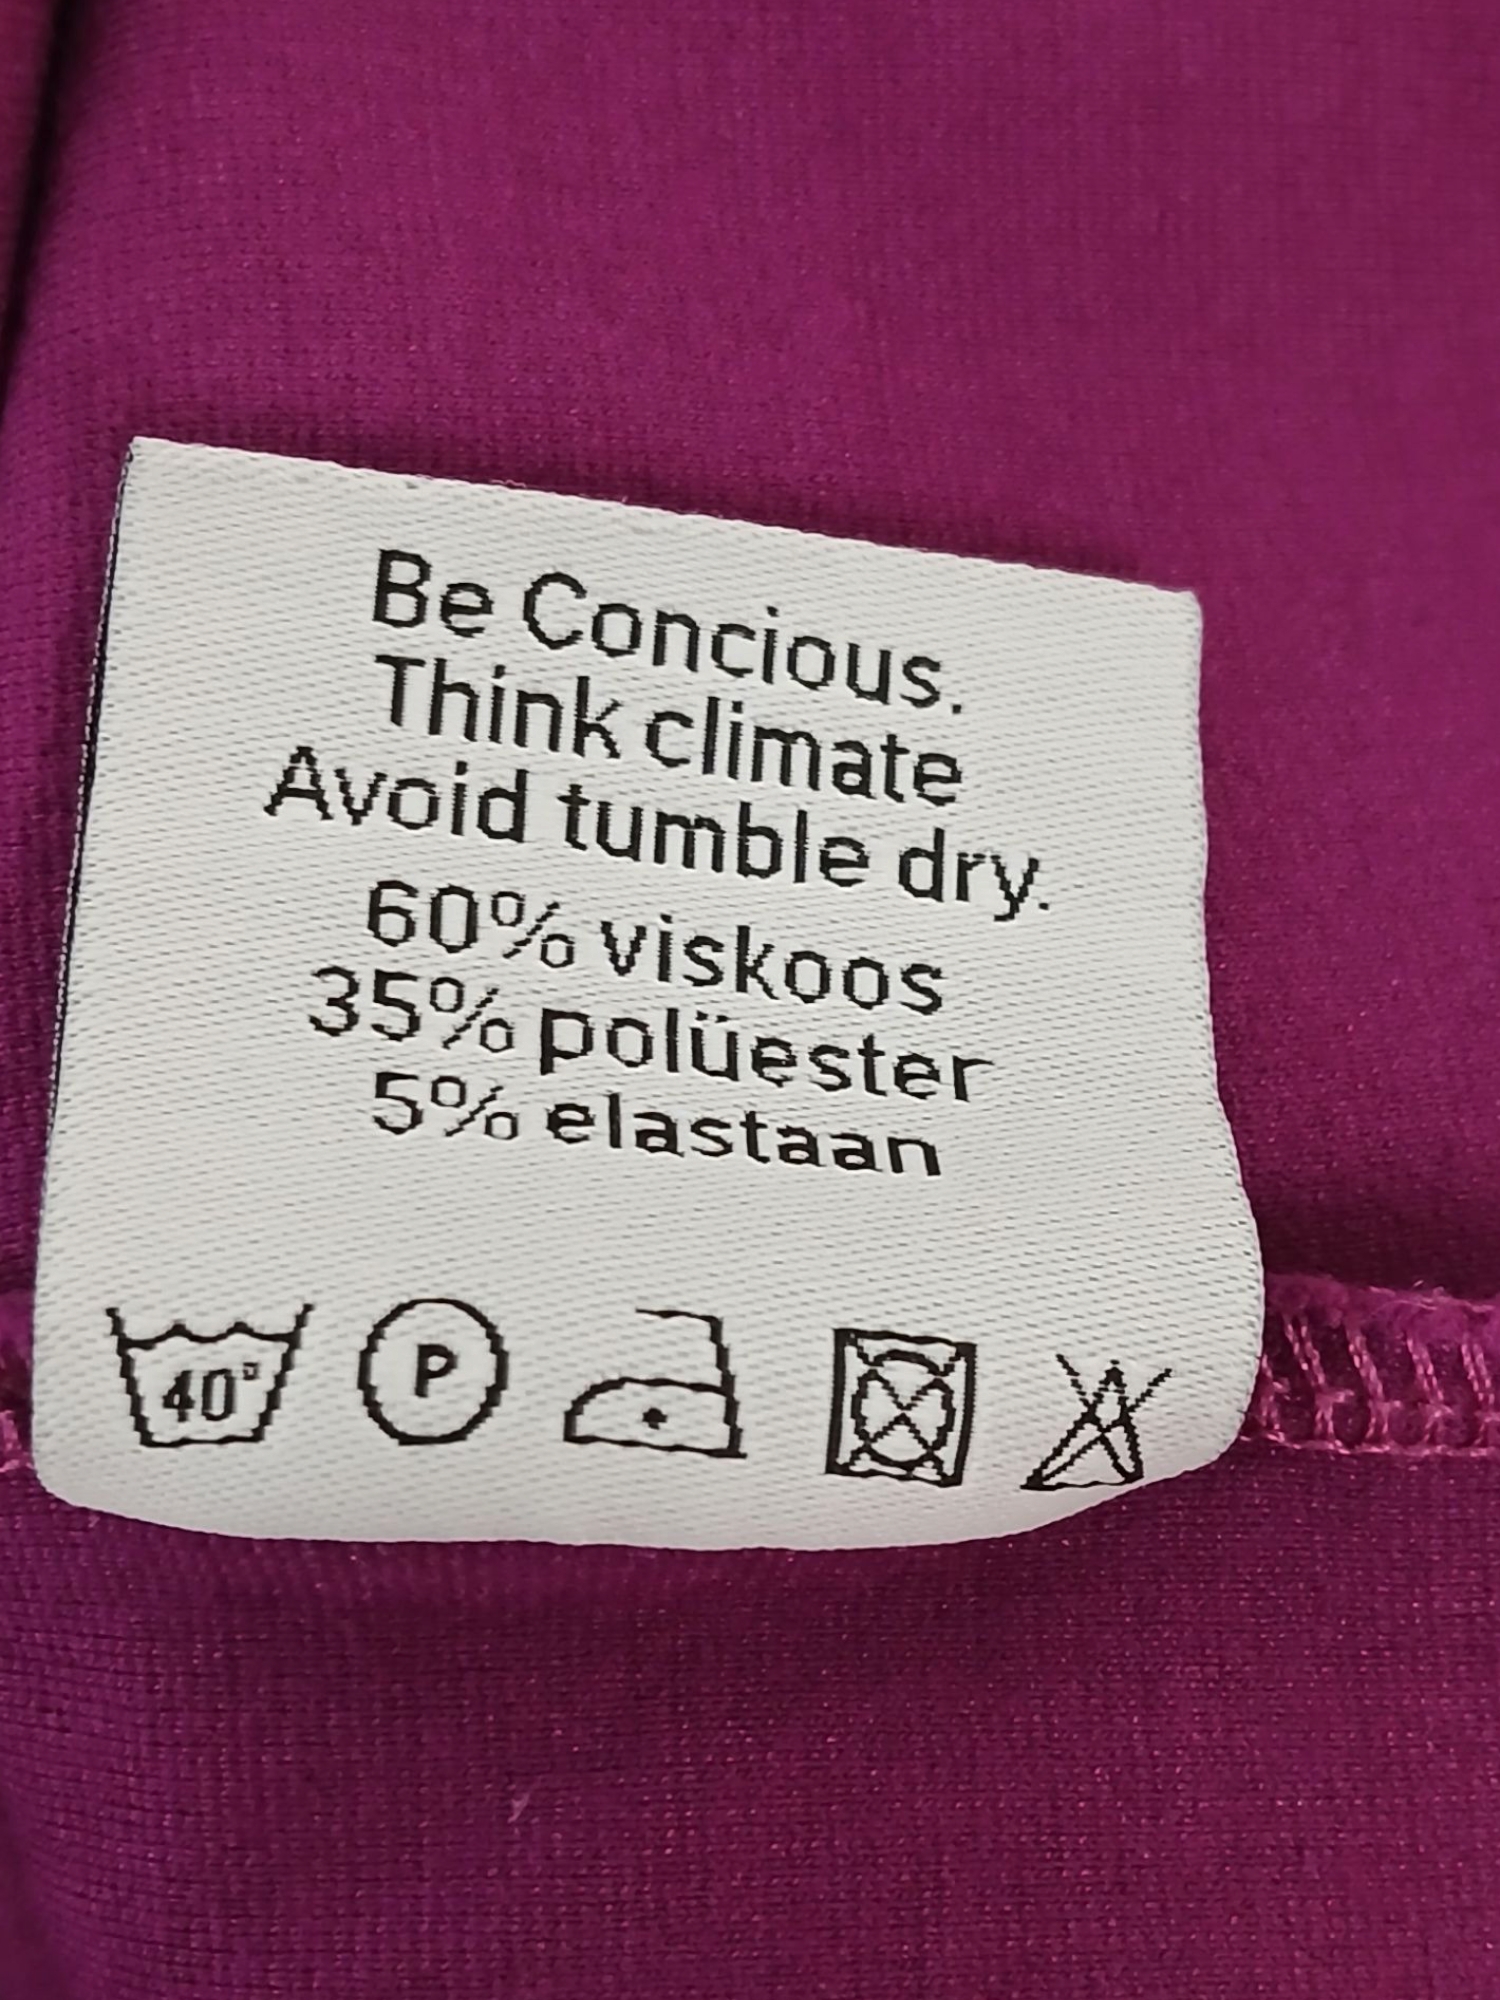 Be Concious.
Think climate
Avoid tumble dry.
60% viskoos
35% polüester
5% elastaan
40° P